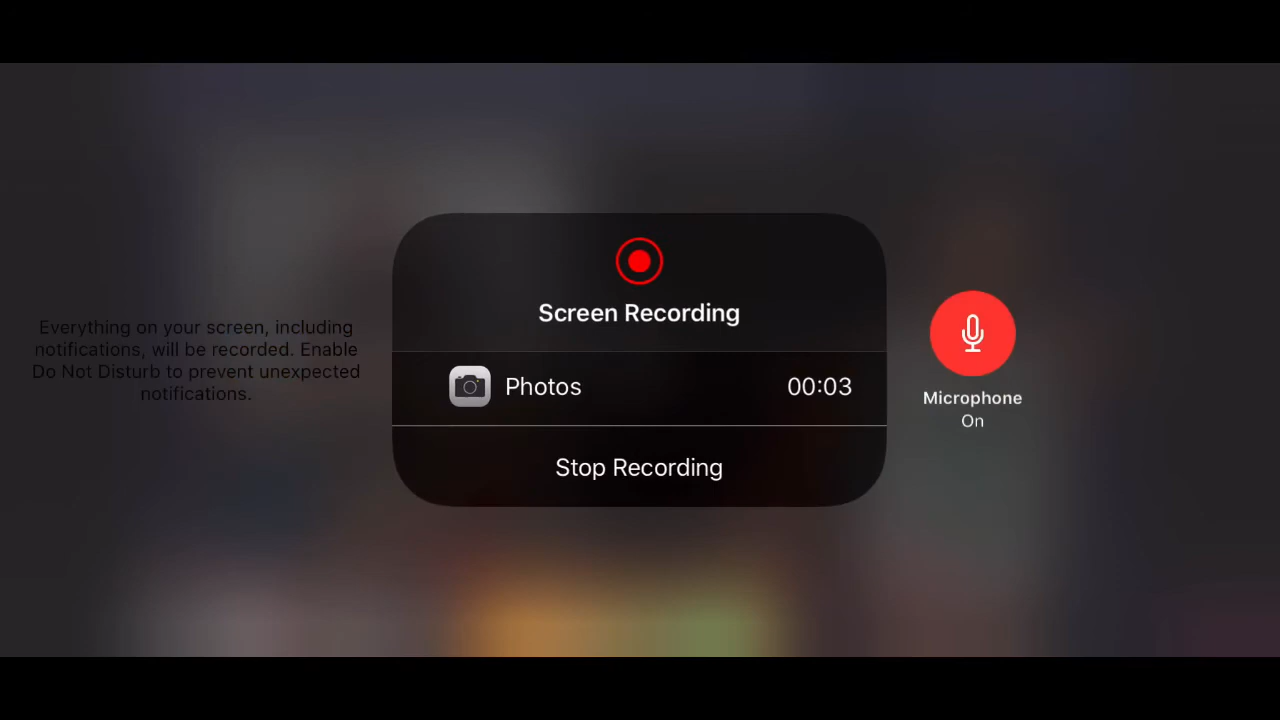 Everything on your screen, including
notifications, will be recorded. Enable
Do Not Disturb to prevent unexpected
notifications.
Screen Recording
Photos 00:03
Stop Recording
Microphone
On